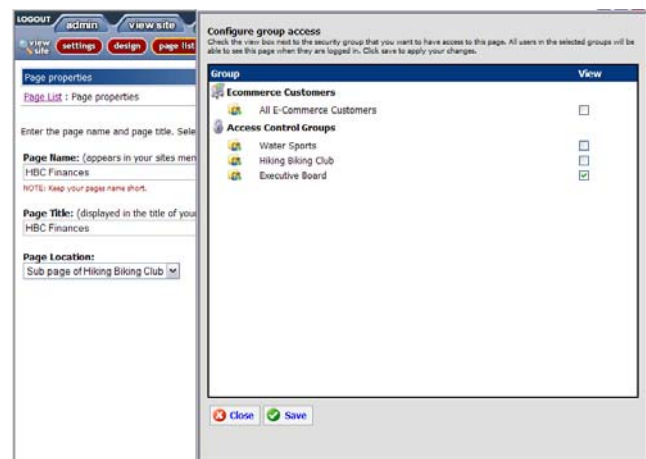 LOGOUT
admin
view site
view site
settings
design
page list
Page properties
Page List : Page properties
Enter the page name and page title. Sele
Page Name: (appears in your sites men
HBC Finances
NOTE: Keep your pages name short.
Page Title: (displayed in the title of your
HBC Finances
Page Location:
Sub page of Hiking Biking Club
Configure group access
Check the view box next to the security group that you want to have access to this page. All users in the selected groups will be
able to see this page when they are logged in. Click save to apply your changes.
Group View
Ecommerce Customers
All E-Commerce Customers
Access Control Groups
Water Sports
Hiking Biking Club
Executive Board
Close Save